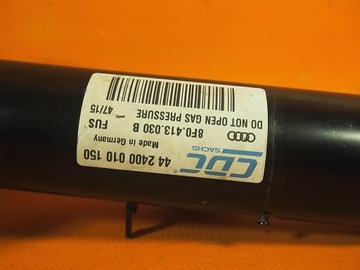 CDC
SACHS
44 2400 010 150
Made in Germany
8F0.413.030 B
FUS
DO NOT OPEN GAS PRESSURE
47/15